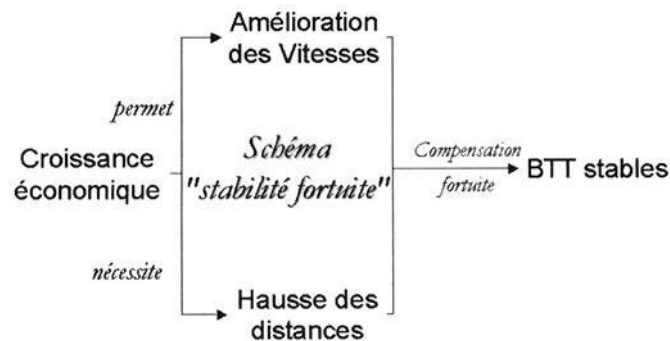 Amélioration
des Vitesses
permet
Croissance
économique
Schéma
"stabilité fortuite"
Compensation
fortuite
BTT stables
nécessite
Hausse des
distances